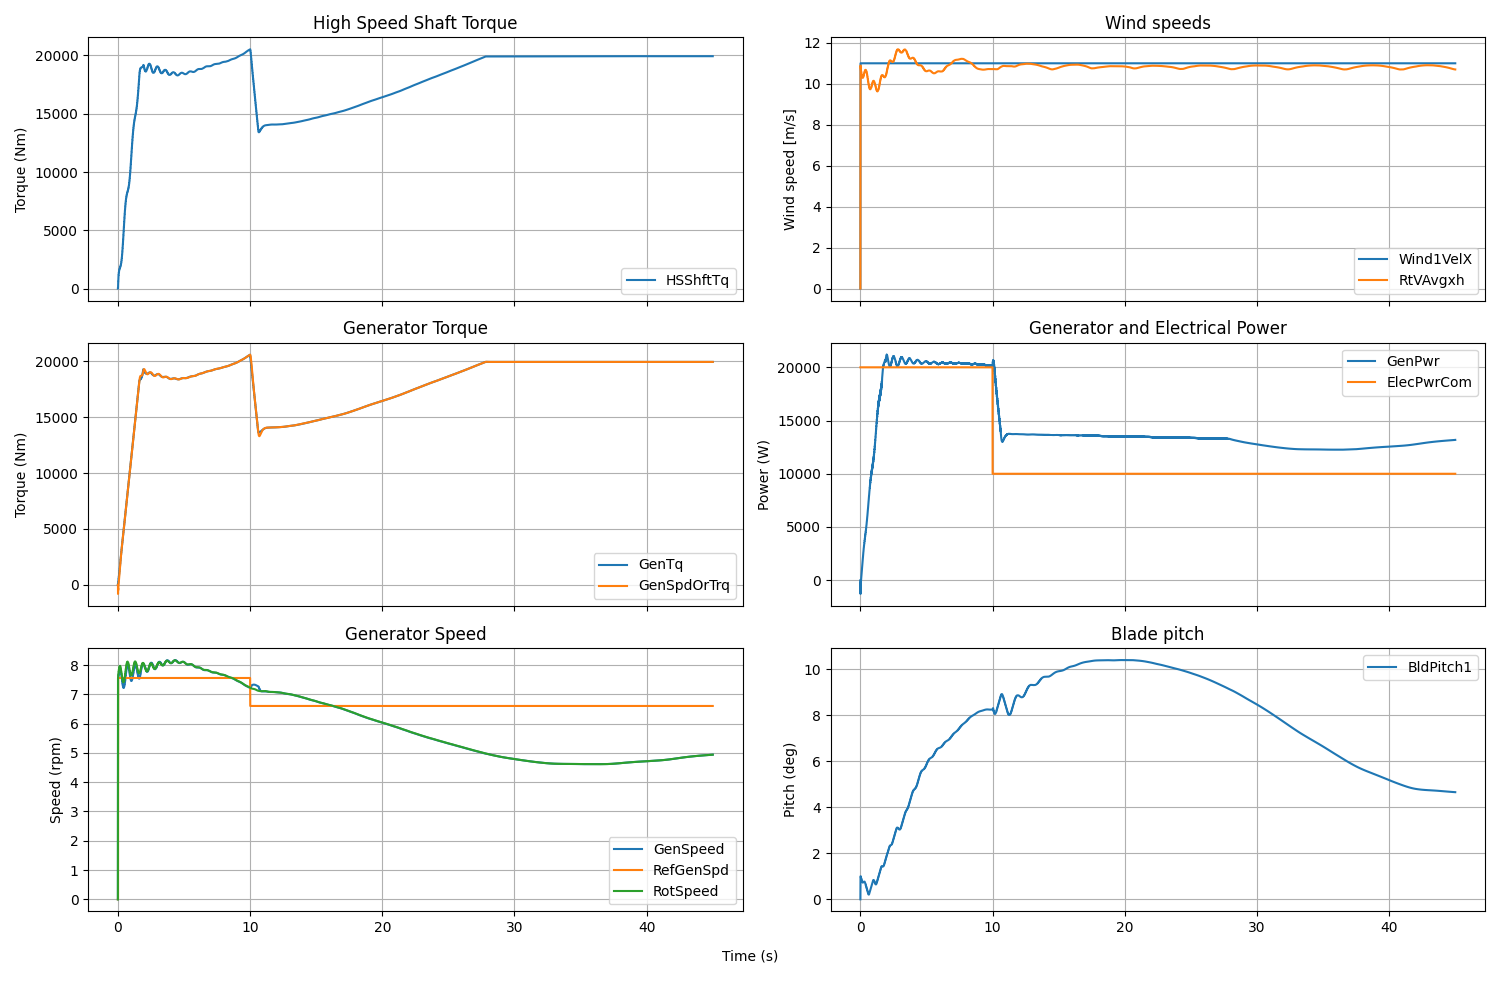 High Speed Shaft Torque
Torque (Nm)
20000
15000
10000
5000
0
HSShftTq
Wind speeds
Wind speed [m/s]
12
10
8
6
4
2
0
Wind1VelX
RtVAvgxh
Generator Torque
Torque (Nm)
20000
15000
10000
5000
0
GenTq
GenSpdOrTrq
Generator and Electrical Power
Power (W)
20000
15000
10000
5000
0
GenPwr
ElecPwrCom
Generator Speed
Speed (rpm)
8
7
6
5
4
3
2
1
0
GenSpeed
RefGenSpd
RotSpeed
0 10 20 30 40
Blade pitch
Pitch (deg)
10
8
6
4
2
0
BldPitch1
0 10 20 30 40
Time (s)